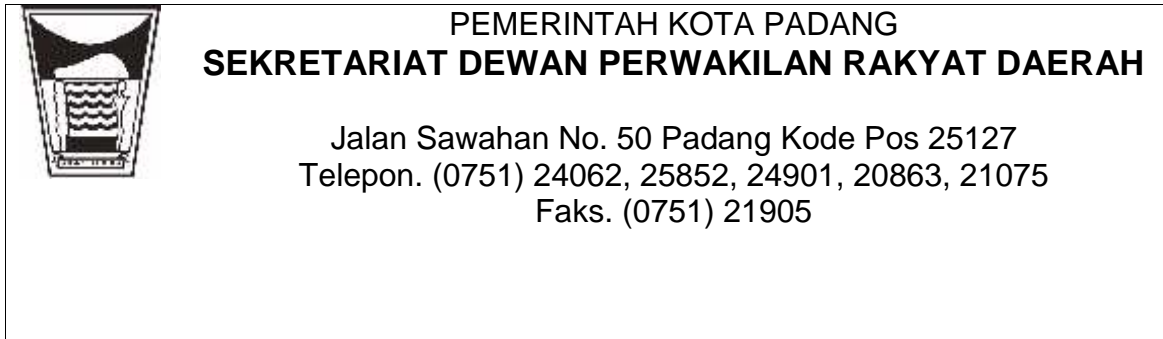 PEMERINTAH KOTA PADANG
SEKRETARIAT DEWAN PERWAKILAN RAKYAT DAERAH
Jalan Sawahan No. 50 Padang Kode Pos 25127
Telepon. (0751) 24062, 25852, 24901, 20863, 21075
Faks. (0751) 21905